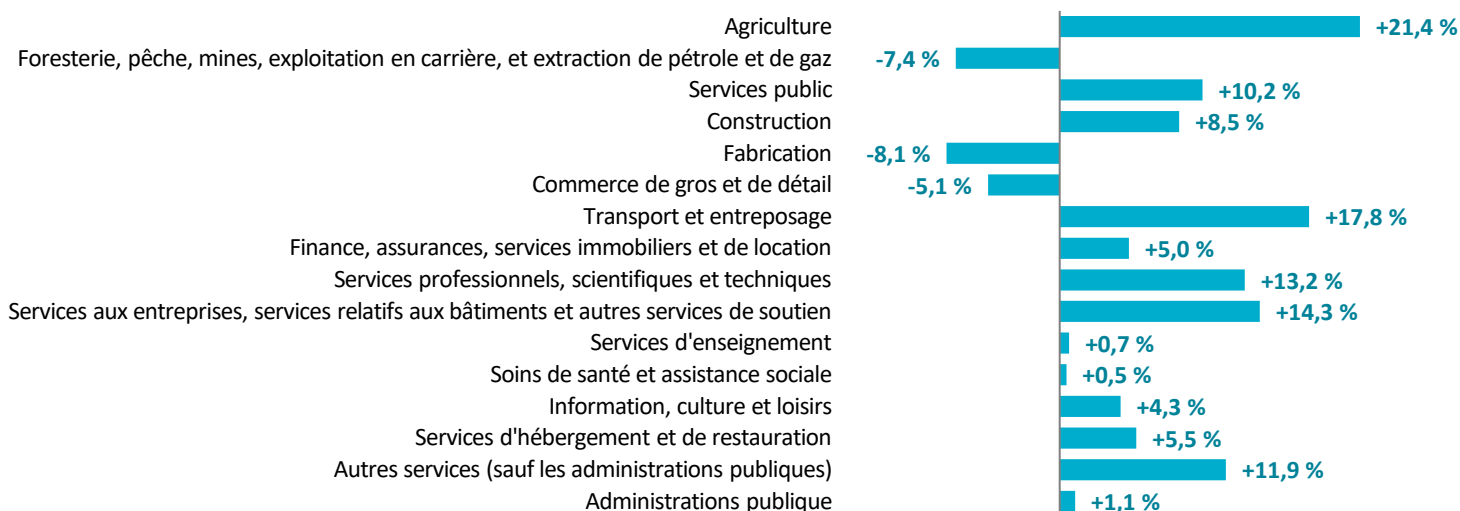 Agriculture +21,4 %
Foresterie, pêche, mines, exploitation en carrière, et extraction de pétrole et de gaz -7,4 %
Services public +10,2 %
Construction +8,5 %
Fabrication -8,1 %
Commerce de gros et de détail -5,1 %
Transport et entreposage +17,8 %
Finance, assurances, services immobiliers et de location +5,0 %
Services professionnels, scientifiques et techniques +13,2 %
Services aux entreprises, services relatifs aux bâtiments et autres services de soutien +14,3 %
Services d'enseignement +0,7 %
Soins de santé et assistance sociale +0,5 %
Information, culture et loisirs +4,3 %
Services d'hébergement et de restauration +5,5 %
Autres services (sauf les administrations publiques) +11,9 %
Administrations publique +1,1 %